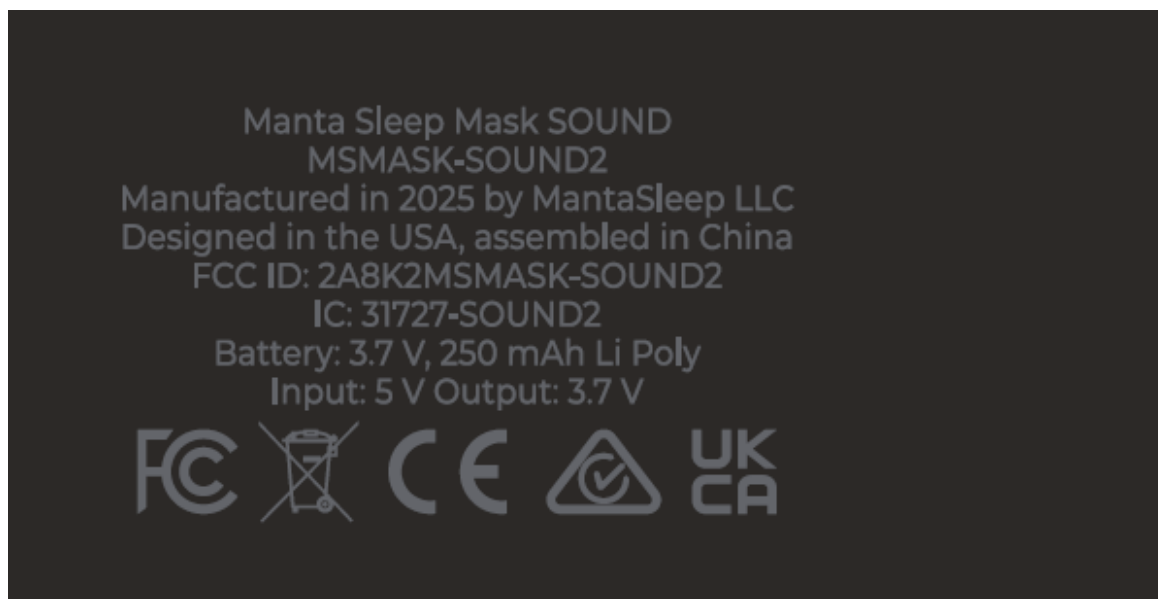 Manta Sleep Mask SOUND
MSMASK-SOUND2
Manufactured in 2025 by MantaSleep LLC
Designed in the USA, assembled in China
FCC ID: 2A8K2MSMASK-SOUND2
IC: 31727-SOUND2
Battery: 3.7 V, 250 mAh Li Poly
Input: 5 V Output: 3.7 V
FC CE UK
CA